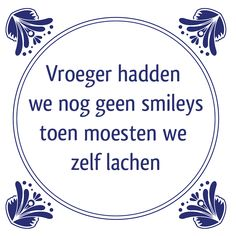 Vroeger hadden
we nog geen smileys
toen moesten we
zelf lachen